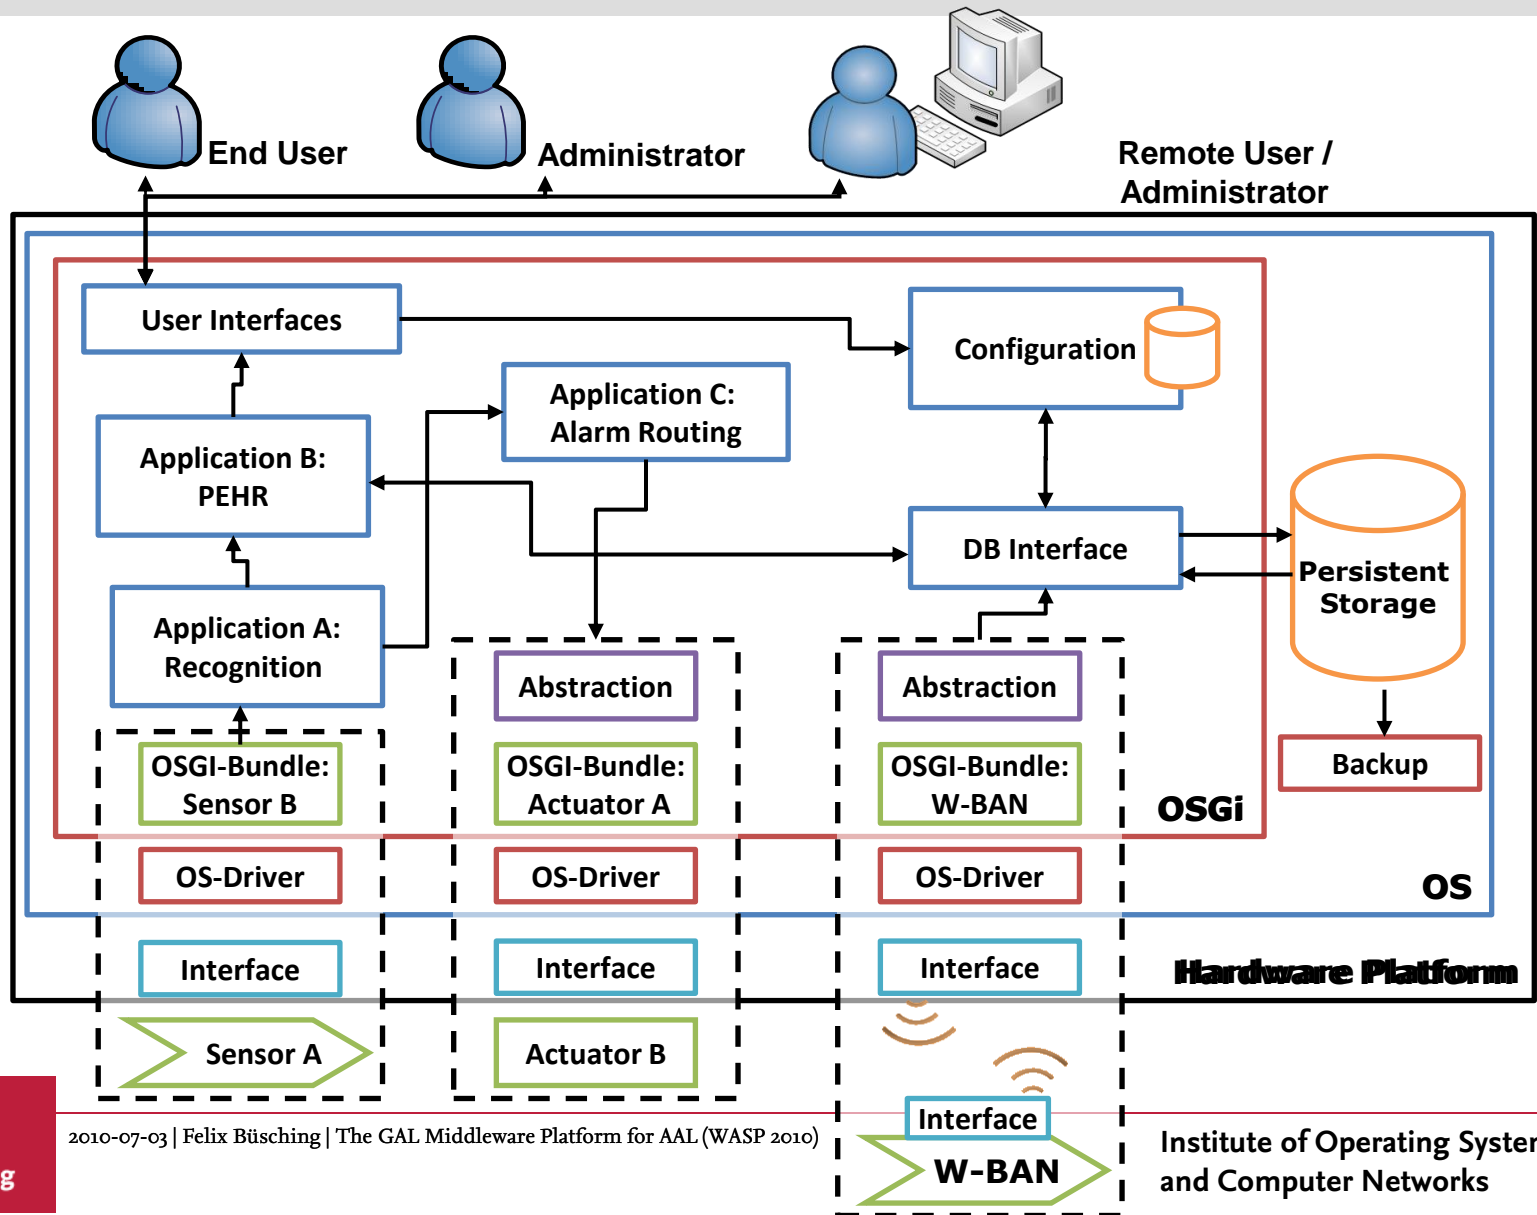 End User
Administrator
Remote User /
Administrator
User Interfaces
Configuration
Application C:
Alarm Routing
Application B:
PEHR
DB Interface
Persistent
Storage
Application A:
Recognition
Abstraction
Abstraction
OSGI-Bundle:
Sensor B
OSGI-Bundle:
Actuator A
OSGI-Bundle:
W-BAN
Backup
OSGi
OS-Driver
OS-Driver
OS-Driver
OS
Interface
Interface
Interface
Hardware Platform
Sensor A
Actuator B
Interface
W-BAN
2010-07-03 | Felix Büsching | The GAL Middleware Platform for AAL (WASP 2010)
Institute of Operating System
and Computer Networks
g